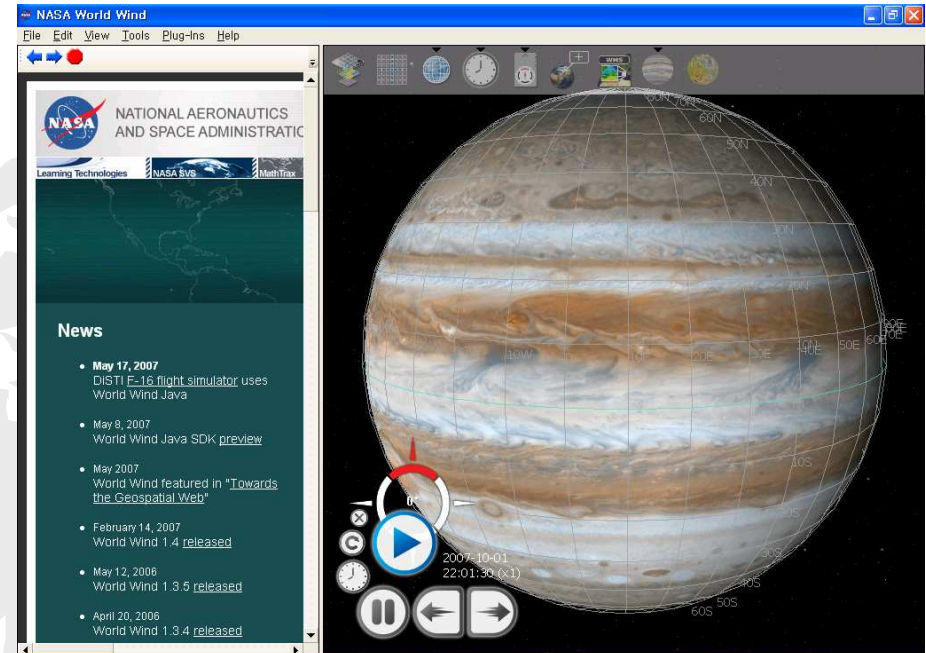 NASA World Wind
File Edit View Tools Plug-Ins Help
NASA
NATIONAL AERONAUTICS
AND SPACE ADMINISTRATIC
Learning Technologies NASA SVS MathTrax
News
May 17, 2007
DiSTI F-16 flight simulator uses
World Wind Java
May 8, 2007
World Wind Java SDK preview
May 2007
World Wind featured in "Towards
the Geospatial Web"
February 14, 2007
World Wind 1.4 released
May 12, 2006
World Wind 1.3.5 released
April 20, 2006
World Wind 1.3.4 released
WMS
70N
60N
50N
40N
30N
20N
10W 10E 20E 30E 40E 50E
10N
10S
30S
40S
50S
60S
0°
2007-10-01
22:01:30 (x1)